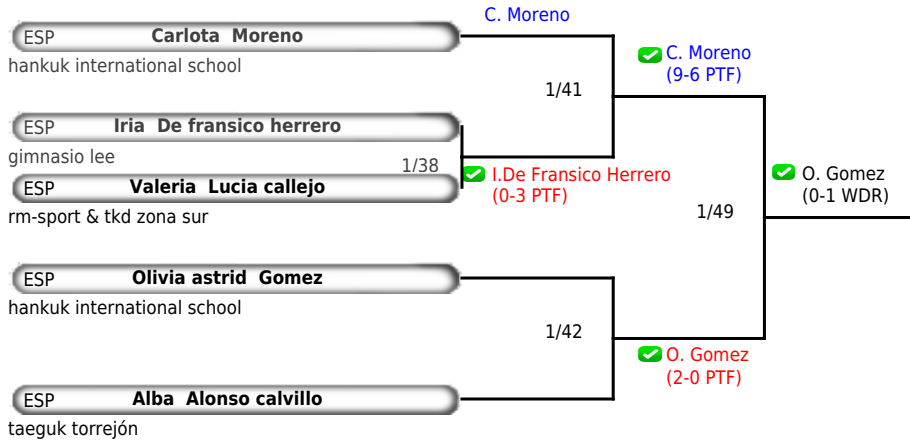 C. Moreno
ESP Carlota Moreno
hankuk international school
C. Moreno
(9-6 PTF)
1/41
ESP Iria De fransico herrero
gimnasio lee
1/38
I.De Fransico Herrero
(0-3 PTF)
ESP Valeria Lucia callejo
rm-sport & tkd zona sur
O. Gomez
(0-1 WDR)
1/49
ESP Olivia astrid Gomez
hankuk international school
1/42
O. Gomez
(2-0 PTF)
ESP Alba Alonso calvillo
taeguk torrejón